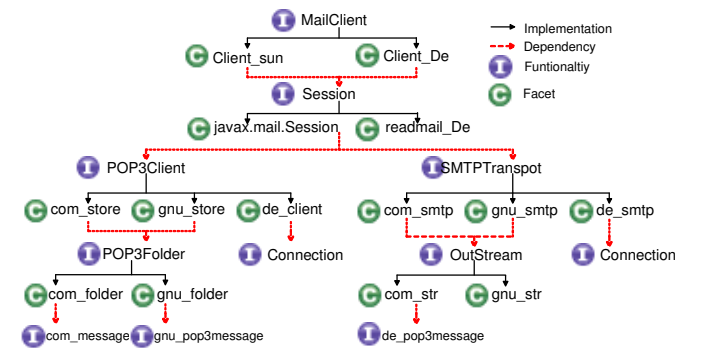 MailClient
Implementation
Dependency
Client_sun
Client_De
Funtionaltiy
Session
Facet
javax.mail.Session
readmail_De
POP3Client
SMTPTranspot
com_store
gnu_store
de_client
com_smtp
gnu_smtp
de_smtp
POP3Folder
Connection
OutStream
Connection
com_folder
gnu_folder
com_str
gnu_str
com_message
gnu_pop3message
de_pop3message